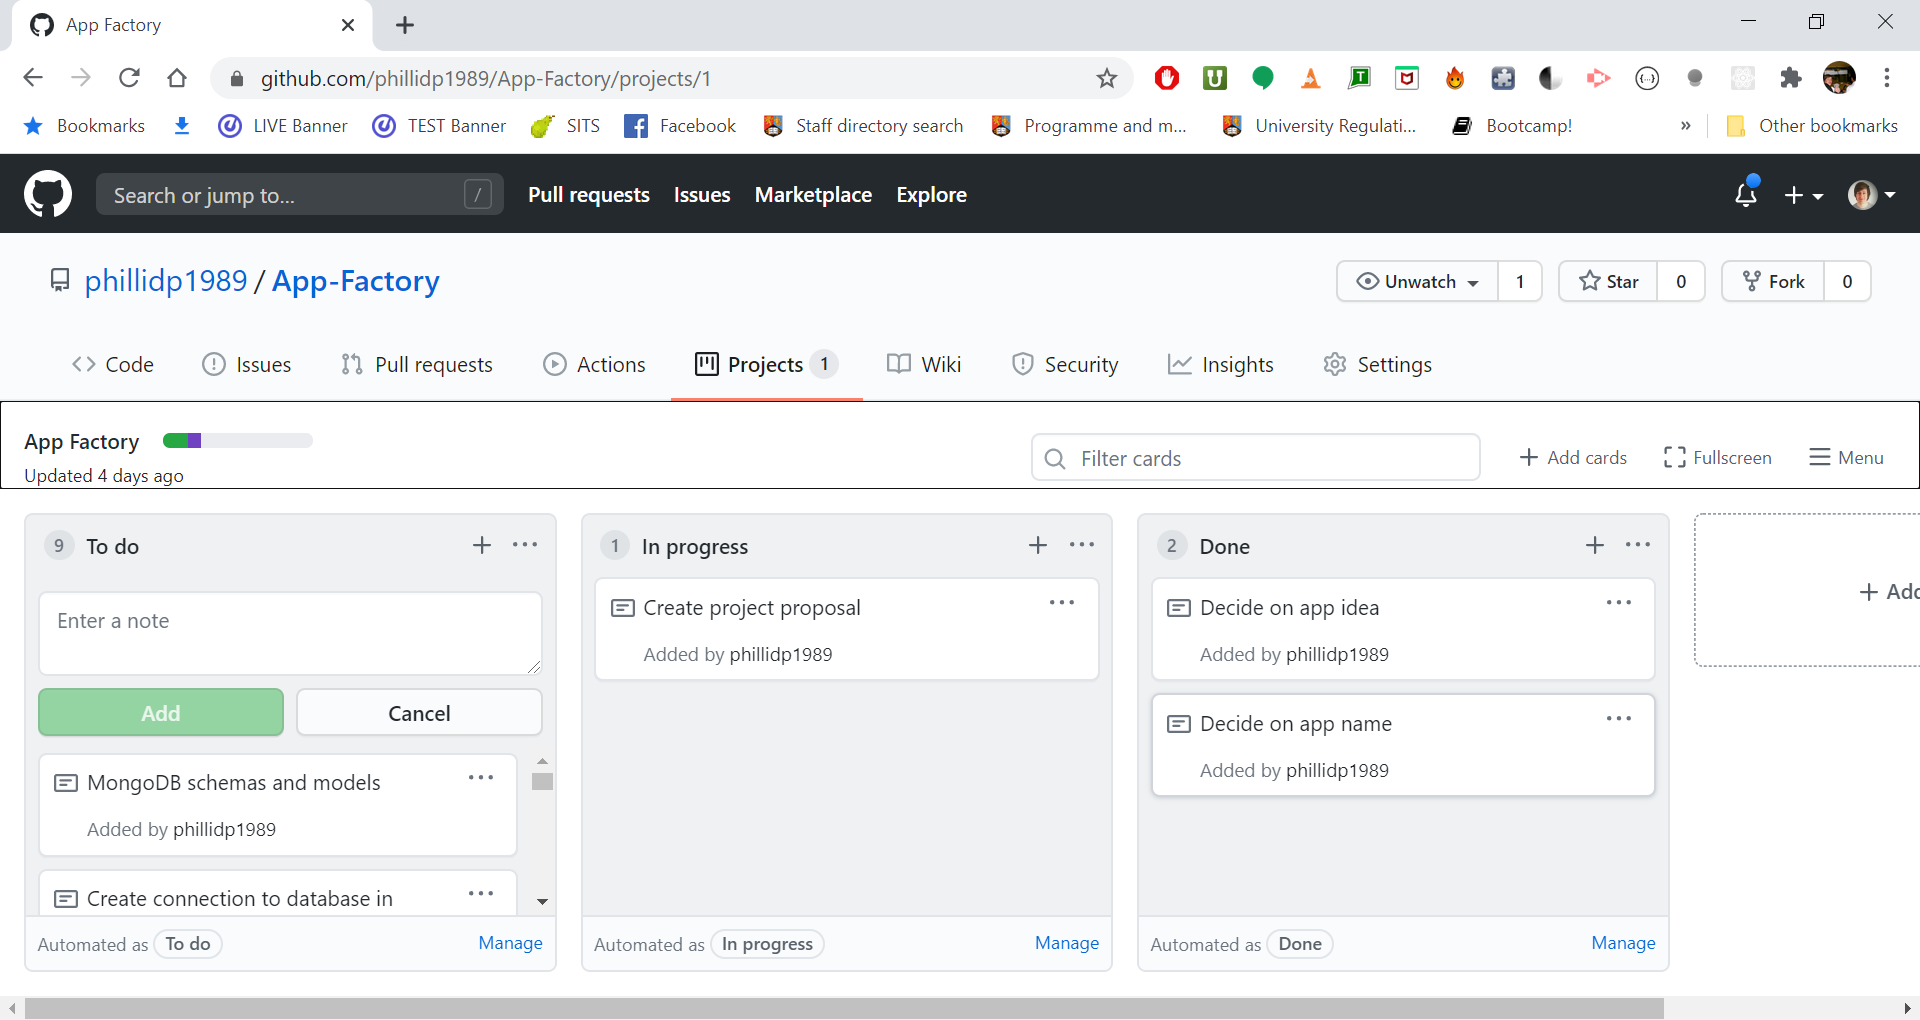 App Factory
github.com/phillidp1989/App-Factory/projects/1
Bookmarks LIVE Banner TEST Banner SITS Facebook Staff directory search Programme and m... University Regulati... Bootcamp! » Other bookmarks
Search or jump to... / Pull requests Issues Marketplace Explore
phillidp1989 / App-Factory Unwatch 1 Star 0 Fork 0
Code Issues Pull requests Actions Projects 1 Wiki Security Insights Settings
App Factory
Updated 4 days ago
Filter cards Add cards Fullscreen Menu
9 To do
Enter a note
Add Cancel
MongoDB schemas and models
Added by phillidp1989
Create connection to database in
Automated as To do Manage
1 In progress
Create project proposal
Added by phillidp1989
Automated as In progress Manage
2 Done
Decide on app idea
Added by phillidp1989
Decide on app name
Added by phillidp1989
Automated as Done Manage
+ Add